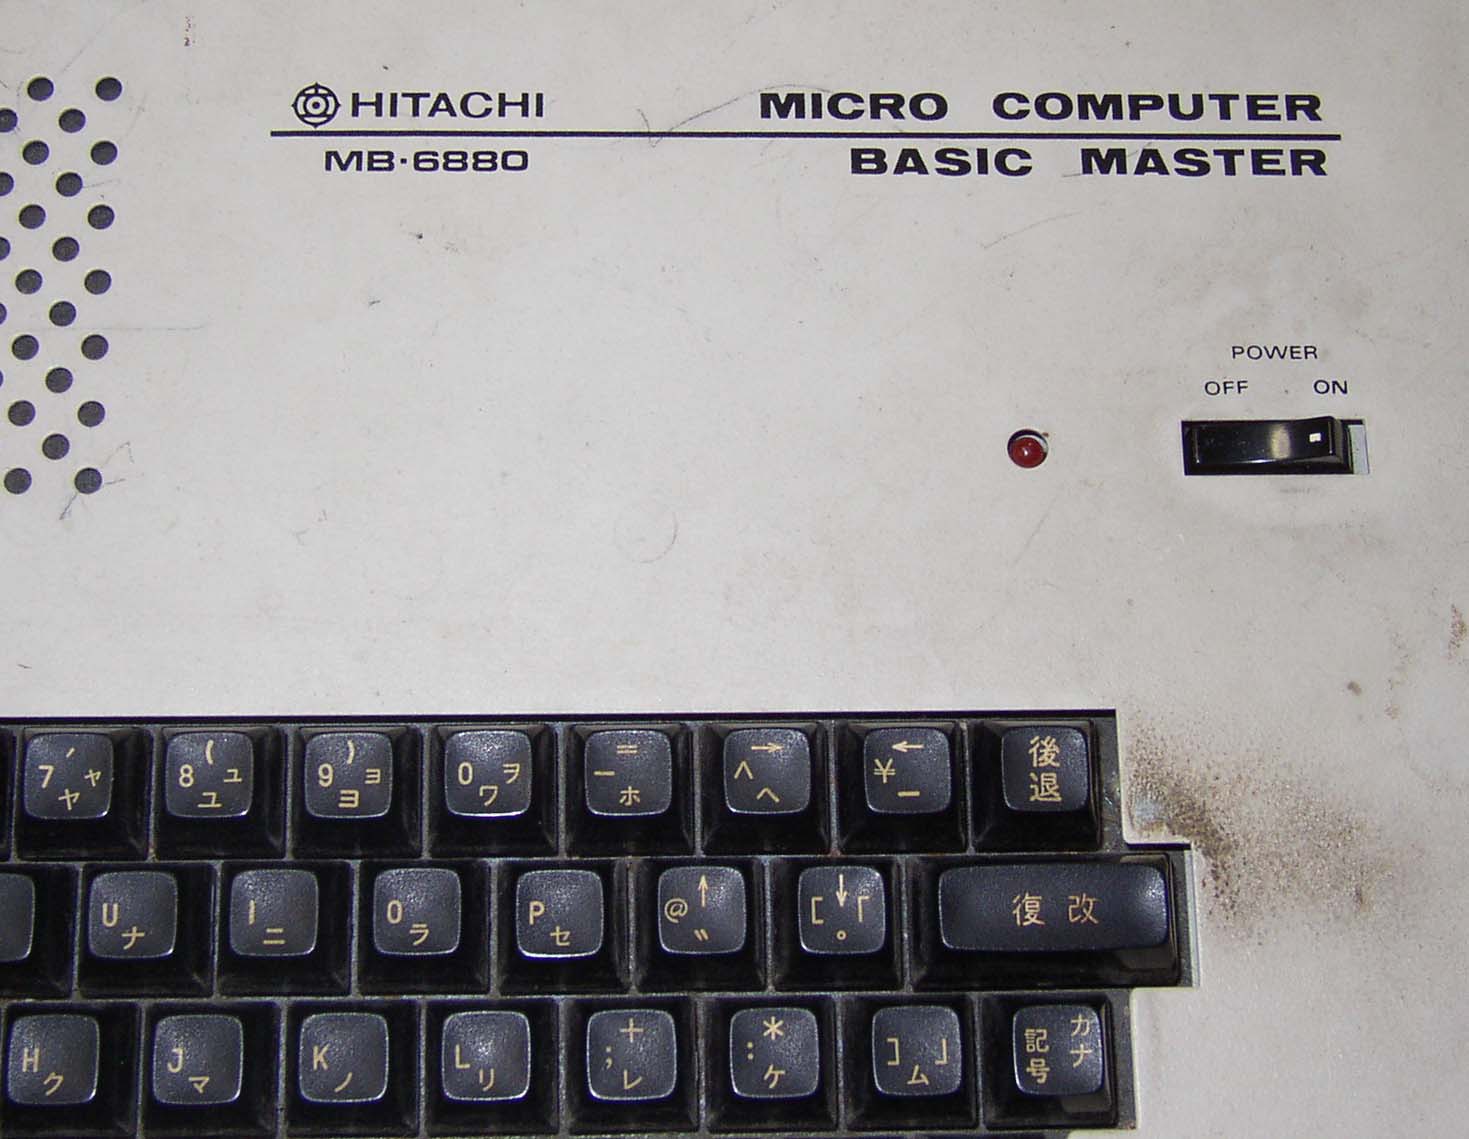 HITACHI MICRO COMPUTER
MB·6880 BASIC MASTER
POWER
OFF ON
7 ' ャ ヤ 8 ( ュ ユ 9 ) ョ ヨ 0 ヲ ワ = ー ホ → ^ ヘ ← ¥ ー 後退
U ナ I ニ O ラ P セ @ ↑ ゛ [ ↓ 「 ゜ 復改
H ク J マ K ノ L リ + ; レ * : ケ ] 」 ム カナ 記号